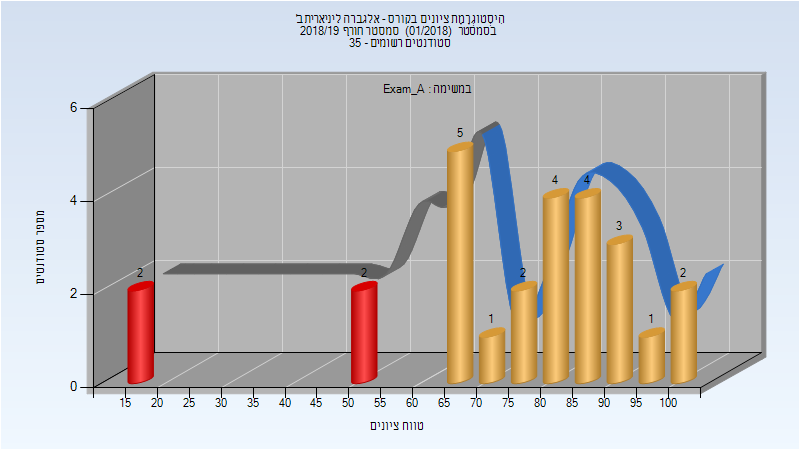 היסטוגרמת ציונים בקורס - אלגברה ליניארית ב'
בסמסטר (01/2018) סמסטר חורף 2018/19
סטודנטים רשומים - 35
במשימה : Exam_A
מספר סטודנטים
6
4
2
0
2 2 5 1 2 4 4 3 1 2
15 20 25 30 35 40 45 50 55 60 65 70 75 80 85 90 95 100
טווח ציונים